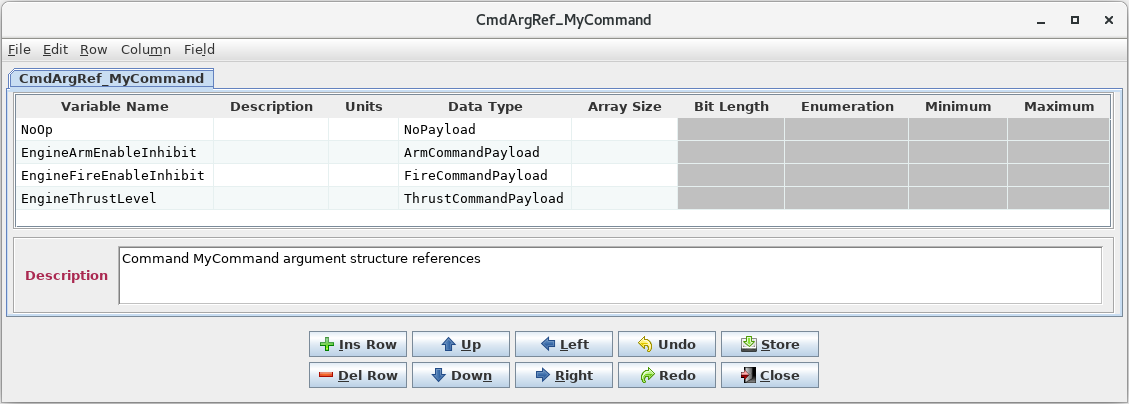 CmdArgRef_MyCommand
File Edit Row Column Field
CmdArgRef_MyCommand
Variable Name Description Units Data Type Array Size Bit Length Enumeration Minimum Maximum
NoOp NoPayload
EngineArmEnableInhibit ArmCommandPayload
EngineFireEnableInhibit FireCommandPayload
EngineThrustLevel ThrustCommandPayload
Description Command MyCommand argument structure references
Ins Row Up Left Undo Store
Del Row Down Right Redo Close